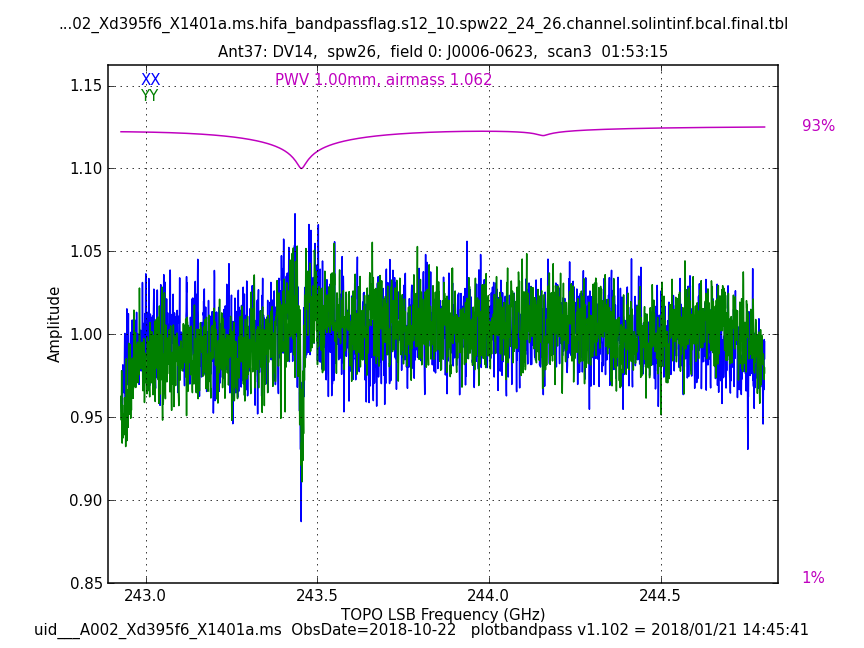 ...02_Xd395f6_X1401a.ms.hifa_bandpassflag.s12_10.spw22_24_26.channel.solintinf.bcal.final.tbl
Ant37: DV14,  spw26,  field 0: J0006-0623,  scan3  01:53:15
XX
PWV 1.00mm, airmass 1.062
YY
1.15
1.10
1.05
1.00
0.95
0.90
0.85
Amplitude
93%
1%
243.0
243.5
244.0
244.5
TOPO LSB Frequency (GHz)
uid___A002_Xd395f6_X1401a.ms  ObsDate=2018-10-22   plotbandpass v1.102 = 2018/01/21 14:45:41